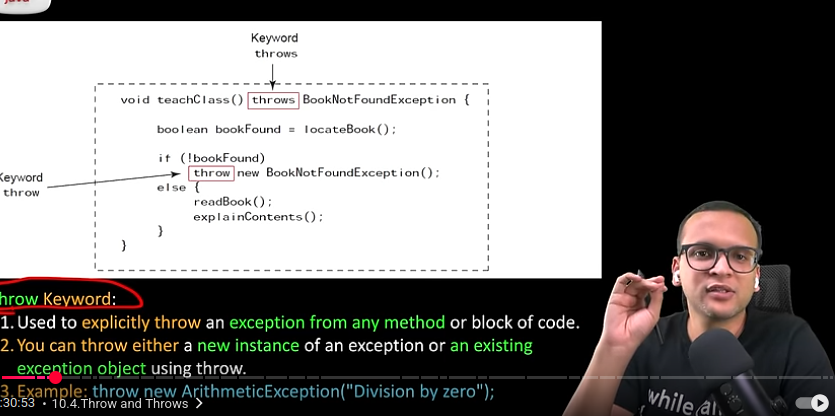 Java
Keyword
throws
void teachClass() throws BookNotFoundException {
boolean bookFound = locateBook();
if (!bookFound)
Keyword
throw
throw new BookNotFoundException();
else {
readBook();
explainContents();
}
}
hrow Keyword:
1. Used to explicitly throw an exception from any method or block of code.
2. You can throw either a new instance of an exception or an existing
exception object using throw.
3. Example: throw new ArithmeticException("Division by zero");
:30:53 • 10.4.Throw and Throws >
while